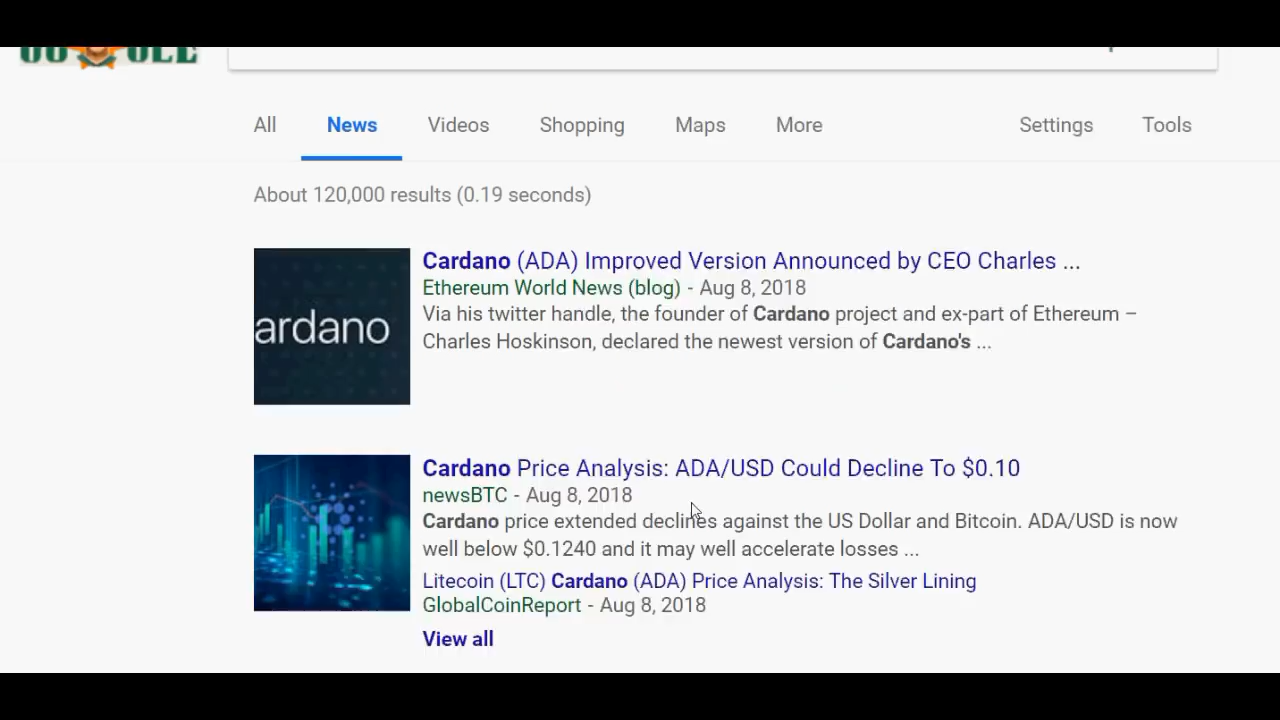 All News Videos Shopping Maps More Settings Tools
About 120,000 results (0.19 seconds)
ardano
Cardano (ADA) Improved Version Announced by CEO Charles ...
Ethereum World News (blog) - Aug 8, 2018
Via his twitter handle, the founder of Cardano project and ex-part of Ethereum –
Charles Hoskinson, declared the newest version of Cardano's ...
Cardano Price Analysis: ADA/USD Could Decline To $0.10
newsBTC - Aug 8, 2018
Cardano price extended declines against the US Dollar and Bitcoin. ADA/USD is now
well below $0.1240 and it may well accelerate losses ...
Litecoin (LTC) Cardano (ADA) Price Analysis: The Silver Lining
GlobalCoinReport - Aug 8, 2018
View all